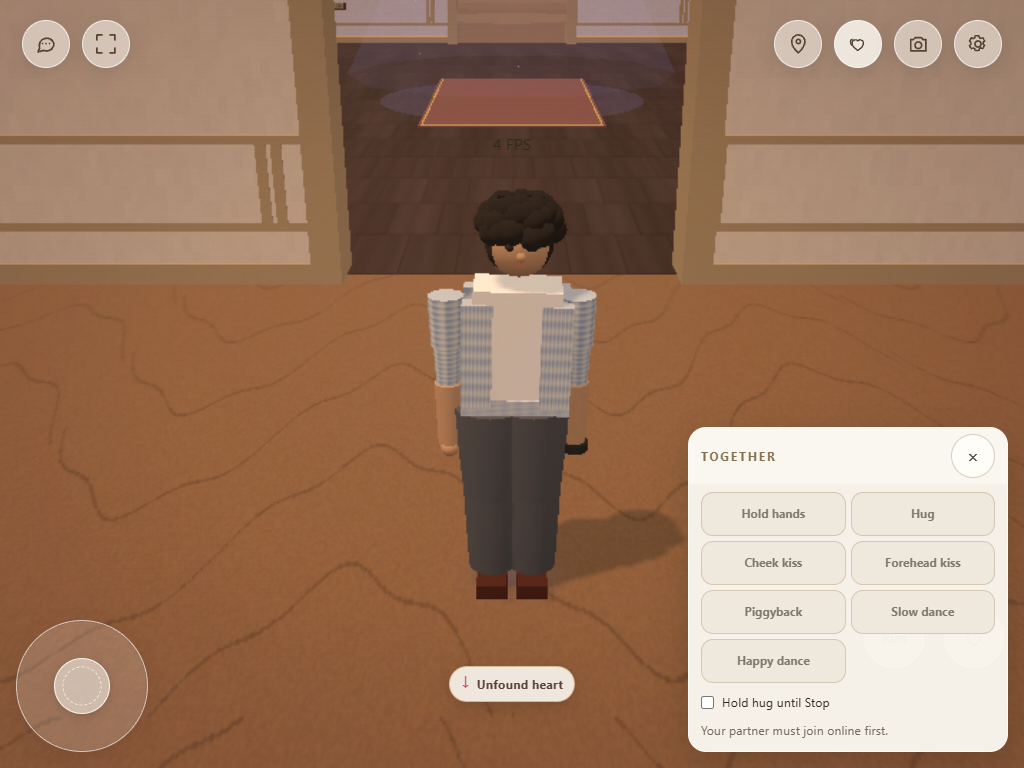 4 FPS
TOGETHER
×
Hold hands
Hug
Cheek kiss
Forehead kiss
Piggyback
Slow dance
Happy dance
Hold hug until Stop
Your partner must join online first.
↓ Unfound heart